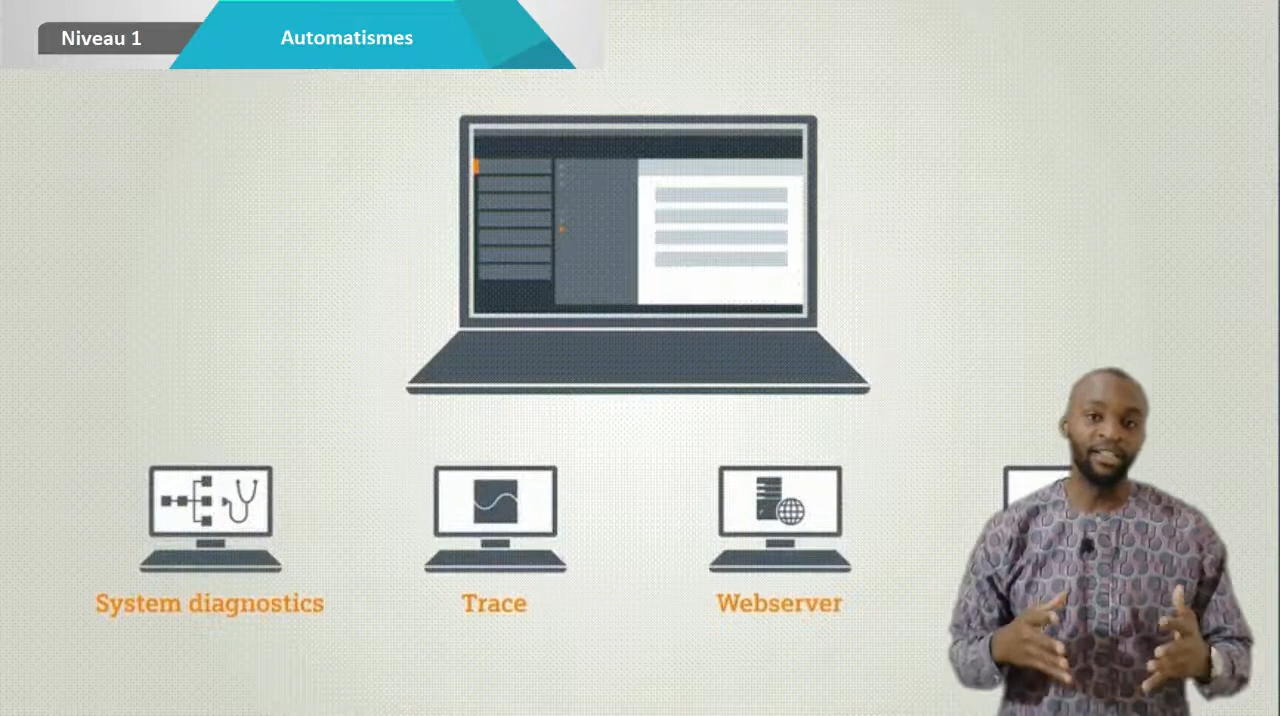 Niveau 1
Automatismes
System diagnostics
Trace
Webserver